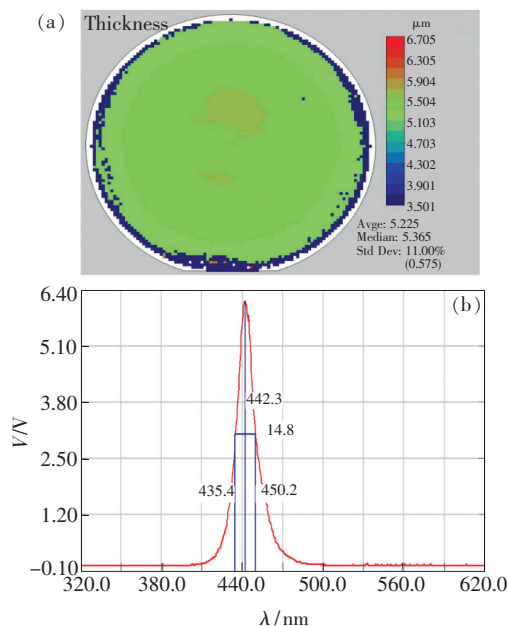 (a) Thickness
μm
6.705
6.305
5.904
5.504
5.103
4.703
4.302
3.901
3.501
Avge: 5.225
Median: 5.365
Std Dev: 11.00%
(0.575)
(b)
6.40
5.10
3.80
2.50
1.20
−0.10
V/V
442.3
14.8
435.4
450.2
320.0 380.0 440.0 500.0 560.0 620.0
λ/nm